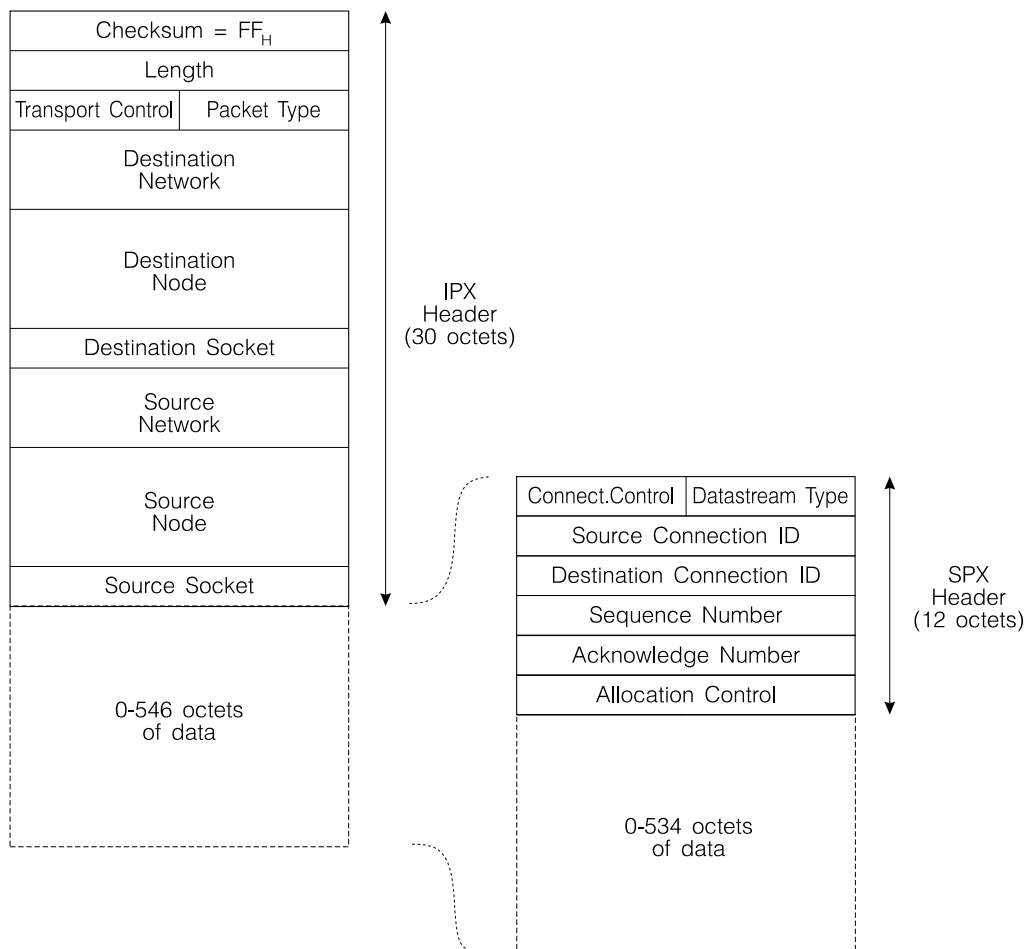 Checksum = FFH
Length
Transport Control
Packet Type
Destination
Network
Destination
Node
Destination Socket
Source
Network
Source
Node
Source Socket
0-546 octets
of data
IPX
Header
(30 octets)
Connect.Control
Datastream Type
Source Connection ID
Destination Connection ID
Sequence Number
Acknowledge Number
Allocation Control
0-534 octets
of data
SPX
Header
(12 octets)